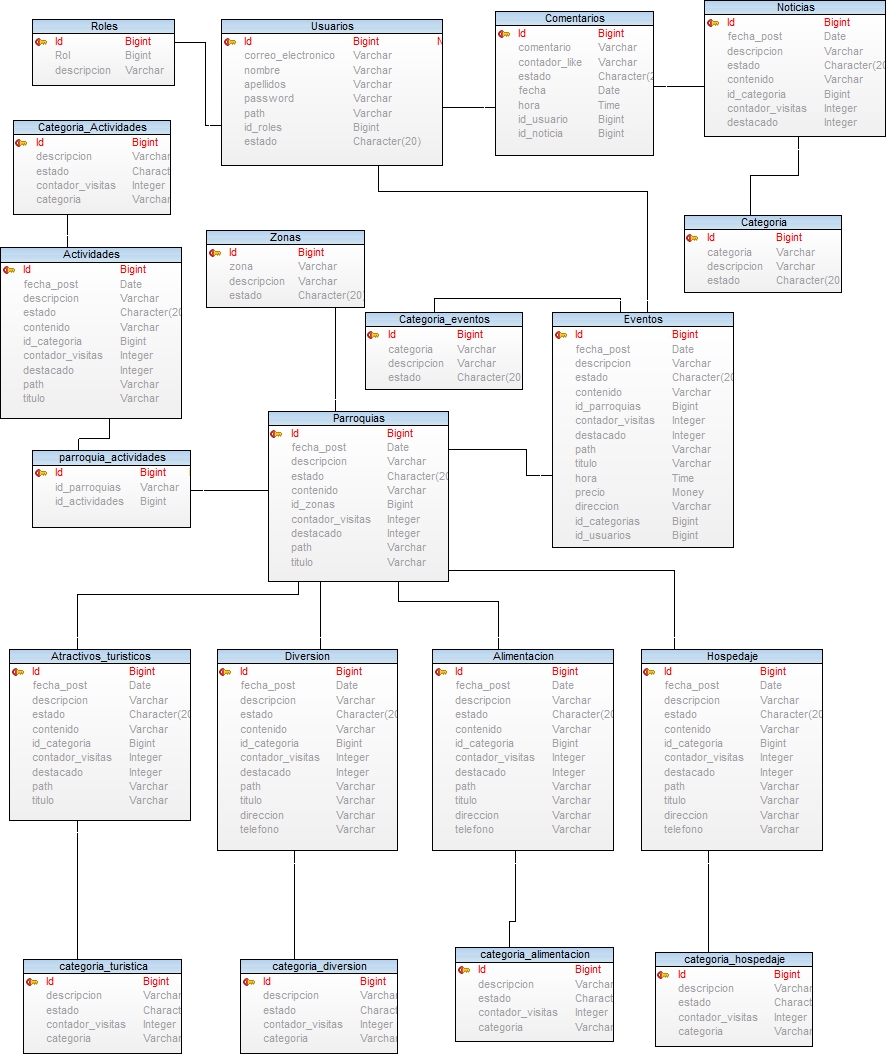 Roles
Id Bigint
Rol Bigint
descripcion Varchar
Usuarios
Id Bigint N
correo_electronico Varchar
nombre Varchar
apellidos Varchar
password Varchar
path Varchar
id_roles Bigint
estado Character(20)
Comentarios
Id Bigint
comentario Varchar
contador_like Varchar
estado Character(2
fecha Date
hora Time
id_usuario Bigint
id_noticia Bigint
Noticias
Id Bigint
fecha_post Date
descripcion Varchar
estado Character(20
contenido Varchar
id_categoria Bigint
contador_visitas Integer
destacado Integer
Categoria_Actividades
Id Bigint
descripcion Varchar
estado Charact
contador_visitas Integer
categoria Varchar
Actividades
Id Bigint
fecha_post Date
descripcion Varchar
estado Character(20
contenido Varchar
id_categoria Bigint
contador_visitas Integer
destacado Integer
path Varchar
titulo Varchar
Zonas
Id Bigint
zona Varchar
descripcion Varchar
estado Character(20)
Categoria
Id Bigint
categoria Varchar
descripcion Varchar
estado Character(20
Categoria_eventos
Id Bigint
categoria Varchar
descripcion Varchar
estado Character(20
Eventos
Id Bigint
fecha_post Date
descripcion Varchar
estado Character(20
contenido Varchar
id_parroquias Bigint
contador_visitas Integer
destacado Integer
path Varchar
titulo Varchar
hora Time
precio Money
direccion Varchar
id_categorias Bigint
id_usuarios Bigint
parroquia_actividades
Id Bigint
id_parroquias Varchar
id_actividades Bigint
Parroquias
Id Bigint
fecha_post Date
descripcion Varchar
estado Character(20
contenido Varchar
id_zonas Bigint
contador_visitas Integer
destacado Integer
path Varchar
titulo Varchar
Atractivos_turisticos
Id Bigint
fecha_post Date
descripcion Varchar
estado Character(20
contenido Varchar
id_categoria Bigint
contador_visitas Integer
destacado Integer
path Varchar
titulo Varchar
Diversion
Id Bigint
fecha_post Date
descripcion Varchar
estado Character(20
contenido Varchar
id_categoria Bigint
contador_visitas Integer
destacado Integer
path Varchar
titulo Varchar
direccion Varchar
telefono Varchar
Alimentacion
Id Bigint
fecha_post Date
descripcion Varchar
estado Character(20
contenido Varchar
id_categoria Bigint
contador_visitas Integer
destacado Integer
path Varchar
titulo Varchar
direccion Varchar
telefono Varchar
Hospedaje
Id Bigint
fecha_post Date
descripcion Varchar
estado Character(20
contenido Varchar
id_categoria Bigint
contador_visitas Integer
destacado Integer
path Varchar
titulo Varchar
direccion Varchar
telefono Varchar
categoria_turistica
Id Bigint
descripcion Varchar
estado Charact
contador_visitas Integer
categoria Varchar
categoria_diversion
Id Bigint
descripcion Varchar
estado Charact
contador_visitas Integer
categoria Varchar
categoria_alimentacion
Id Bigint
descripcion Varchar
estado Charact
contador_visitas Integer
categoria Varchar
categoria_hospedaje
Id Bigint
descripcion Varchar
estado Charact
contador_visitas Integer
categoria Varchar